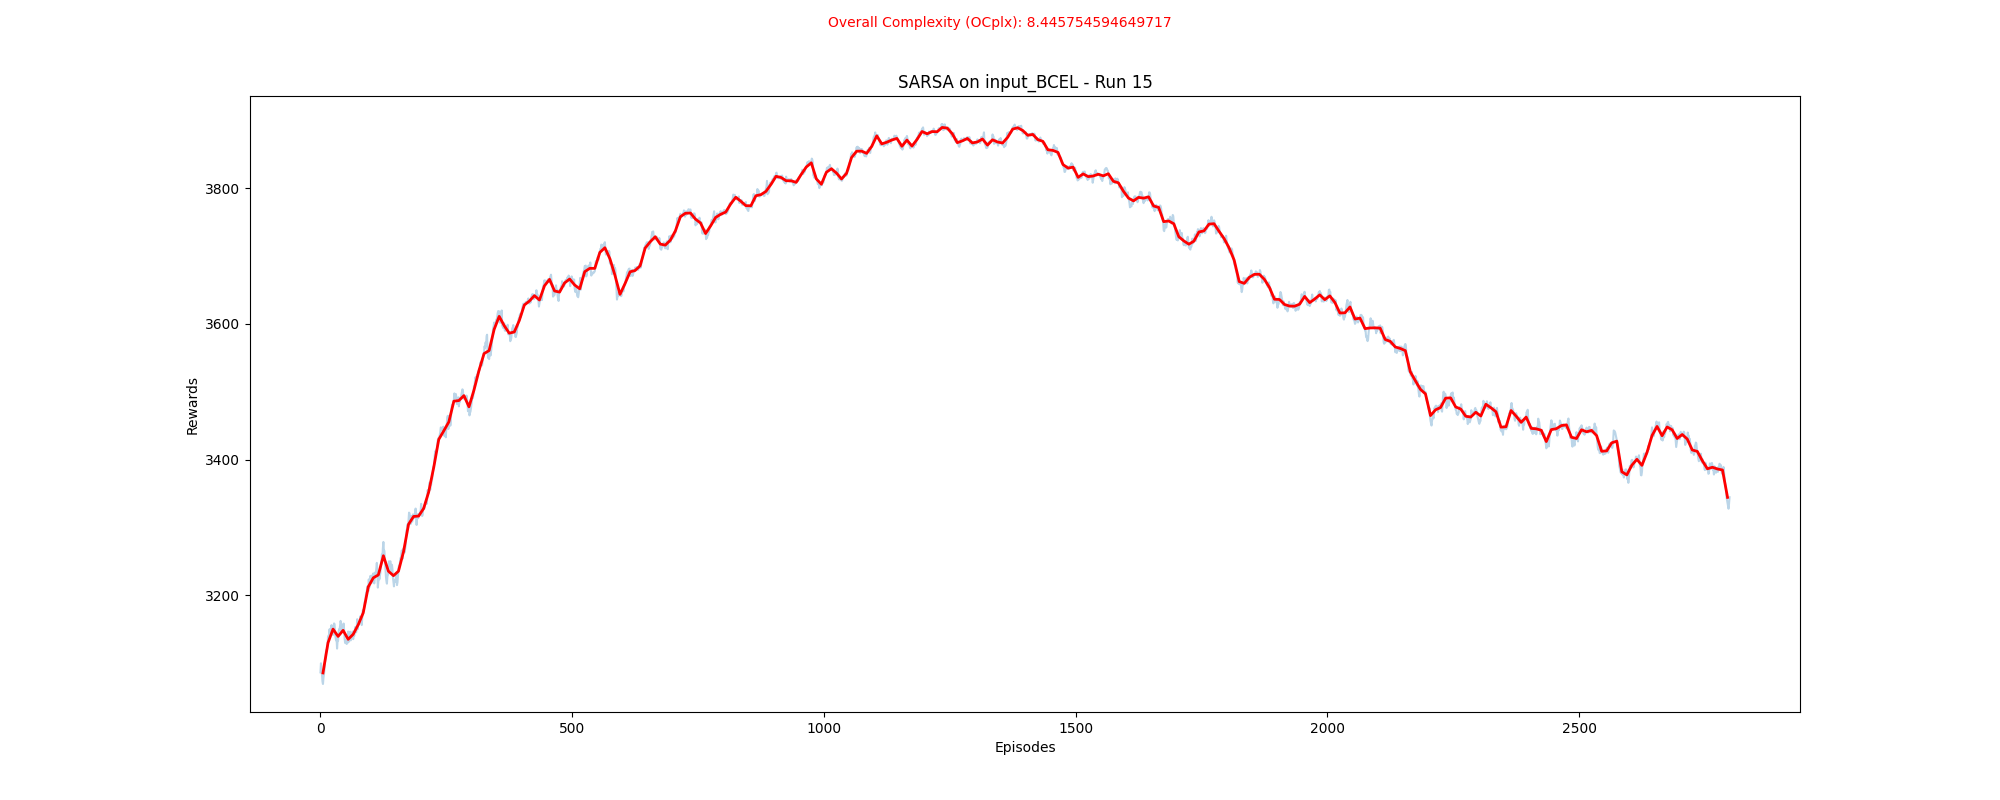 Overall Complexity (OCplx): 8.445754594649717
SARSA on input_BCEL - Run 15
Rewards
3800
3600
3400
3200
0 500 1000 1500 2000 2500
Episodes